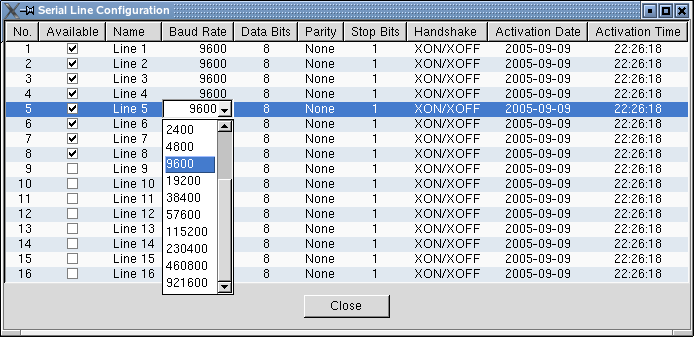 Serial Line Configuration
No. Available Name Baud Rate Data Bits Parity Stop Bits Handshake Activation Date Activation Time
1 Line 1 9600 8 None 1 XON/XOFF 2005-09-09 22:26:18
2 Line 2 9600 8 None 1 XON/XOFF 2005-09-09 22:26:18
3 Line 3 9600 8 None 1 XON/XOFF 2005-09-09 22:26:18
4 Line 4 9600 8 None 1 XON/XOFF 2005-09-09 22:26:18
5 Line 5 9600 8 None 1 XON/XOFF 2005-09-09 22:26:18
6 Line 6 2400 8 None 1 XON/XOFF 2005-09-09 22:26:18
7 Line 7 4800 8 None 1 XON/XOFF 2005-09-09 22:26:18
8 Line 8 9600 8 None 1 XON/XOFF 2005-09-09 22:26:18
9 Line 9 19200 8 None 1 XON/XOFF 2005-09-09 22:26:18
10 Line 10 38400 8 None 1 XON/XOFF 2005-09-09 22:26:18
11 Line 11 57600 8 None 1 XON/XOFF 2005-09-09 22:26:18
12 Line 12 115200 8 None 1 XON/XOFF 2005-09-09 22:26:18
13 Line 13 230400 8 None 1 XON/XOFF 2005-09-09 22:26:18
14 Line 14 460800 8 None 1 XON/XOFF 2005-09-09 22:26:18
15 Line 15 921600 8 None 1 XON/XOFF 2005-09-09 22:26:18
16 Line 16 8 None 1 XON/XOFF 2005-09-09 22:26:18
Close